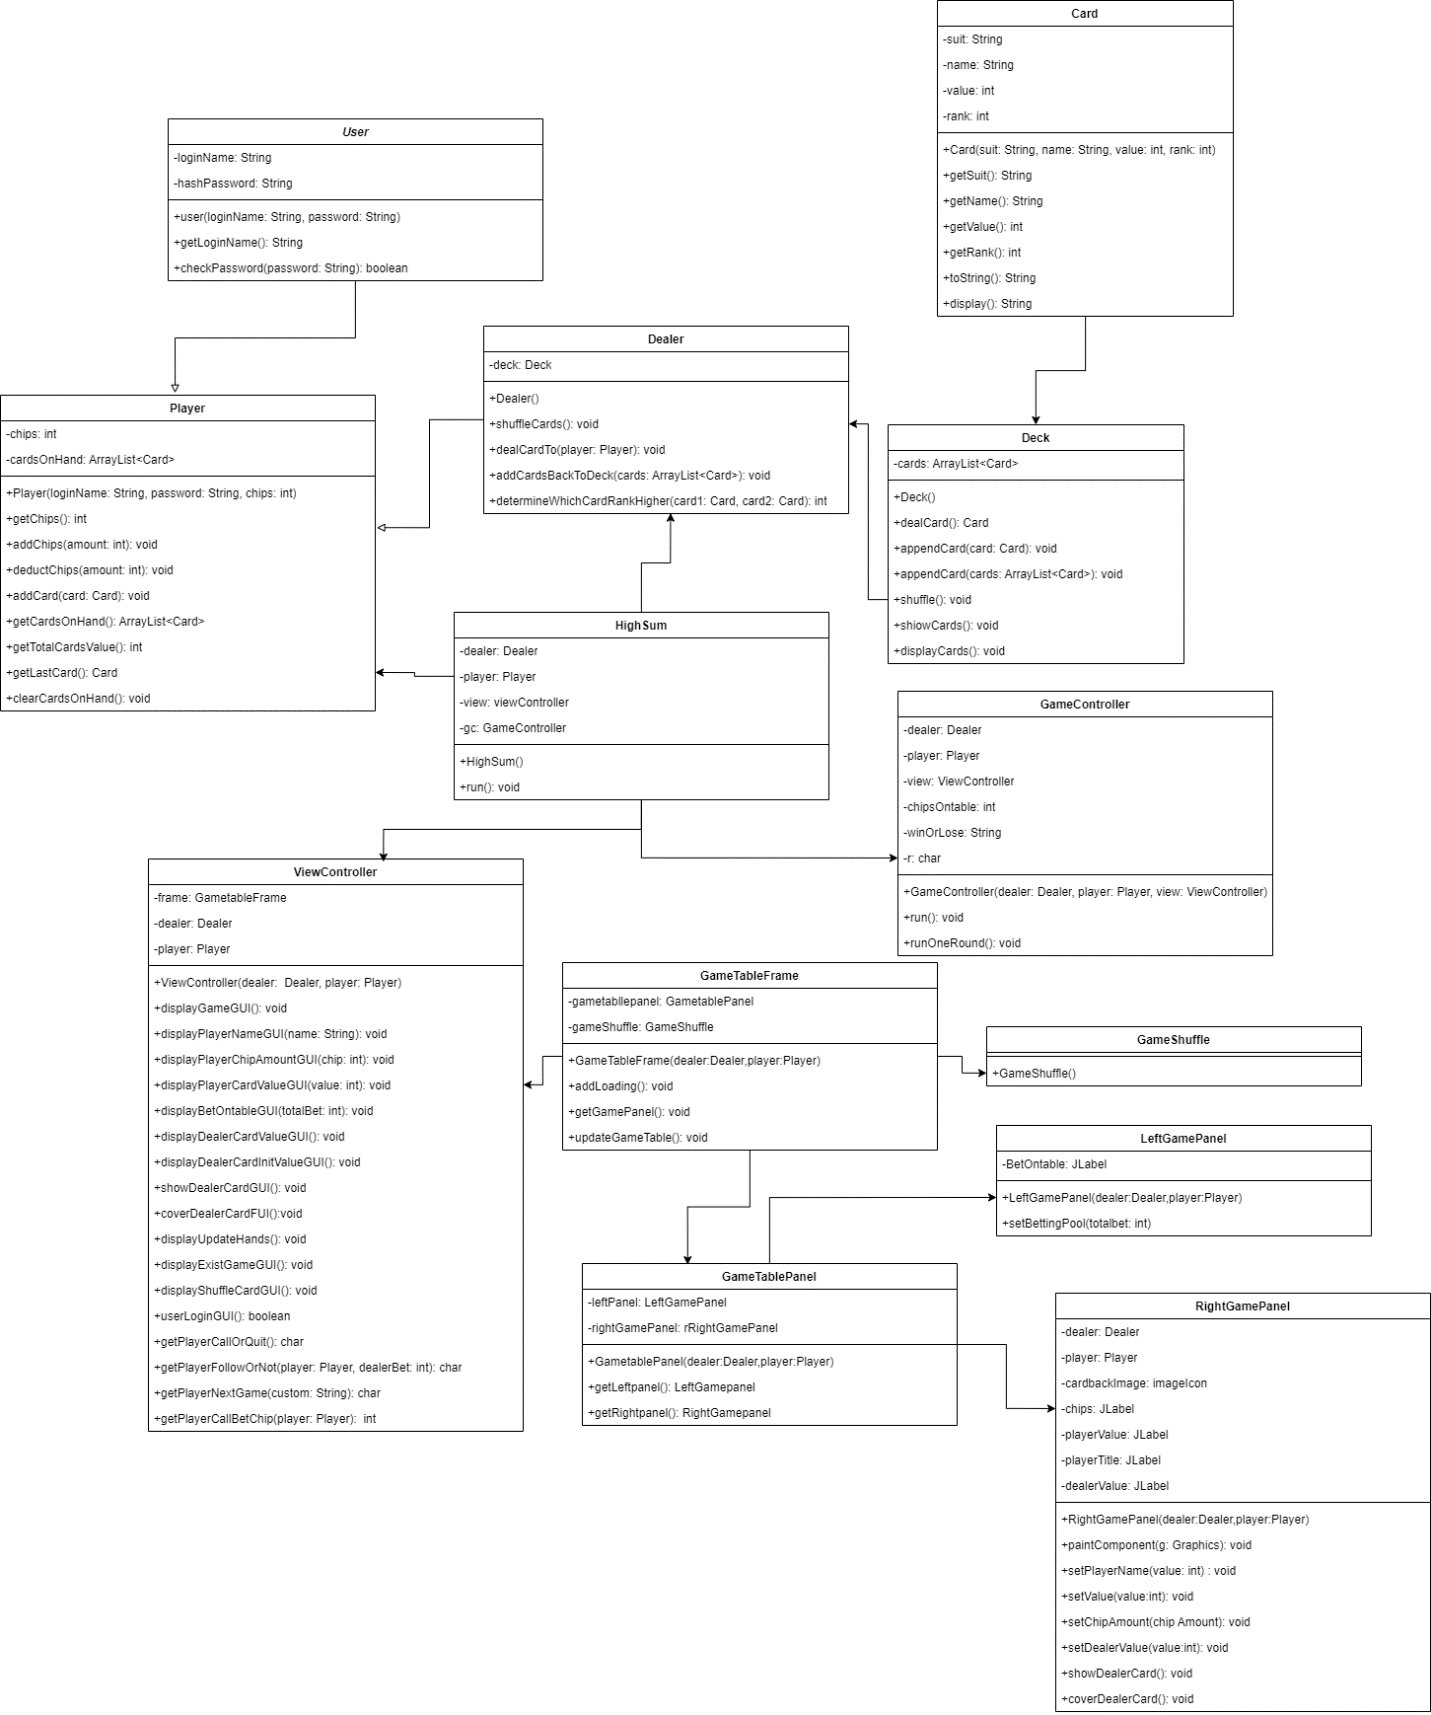 Card
-suit: String
-name: String
-value: int
-rank: int
+Card(suit: String, name: String, value: int, rank: int)
+getSuit(): String
+getName(): String
+getValue(): int
+getRank(): int
+toString(): String
+display(): String
User
-loginName: String
-hashPassword: String
+user(loginName: String, password: String)
+getLoginName(): String
+checkPassword(password: String): boolean
Dealer
-deck: Deck
+Dealer()
+shuffleCards(): void
+dealCardTo(player: Player): void
+addCardsBackToDeck(cards: ArrayList<Card>): void
+determineWhichCardRankHigher(card1: Card, card2: Card): int
Player
-chips: int
-cardsOnHand: ArrayList<Card>
+Player(loginName: String, password: String, chips: int)
+getChips(): int
+addChips(amount: int): void
+deductChips(amount: int): void
+addCard(card: Card): void
+getCardsOnHand(): ArrayList<Card>
+getTotalCardsValue(): int
+getLastCard(): Card
+clearCardsOnHand(): void
Deck
-cards: ArrayList<Card>
+Deck()
+dealCard(): Card
+appendCard(card: Card): void
+appendCard(cards: ArrayList<Card>): void
+shuffle(): void
+shiowCards(): void
+displayCards(): void
HighSum
-dealer: Dealer
-player: Player
-view: viewController
-gc: GameController
+HighSum()
+run(): void
GameController
-dealer: Dealer
-player: Player
-view: ViewController
-chipsOntable: int
-winOrLose: String
-r: char
+GameController(dealer: Dealer, player: Player, view: ViewController)
+run(): void
+runOneRound(): void
ViewController
-frame: GametableFrame
-dealer: Dealer
-player: Player
+ViewController(dealer:  Dealer, player: Player)
+displayGameGUI(): void
+displayPlayerNameGUI(name: String): void
+displayPlayerChipAmountGUI(chip: int): void
+displayPlayerCardValueGUI(value: int): void
+displayBetOntableGUI(totalBet: int): void
+displayDealerCardValueGUI(): void
+displayDealerCardInitValueGUI(): void
+showDealerCardGUI(): void
+coverDealerCardFUI():void
+displayUpdateHands(): void
+displayExistGameGUI(): void
+displayShuffleCardGUI(): void
+userLoginGUI(): boolean
+getPlayerCallOrQuit(): char
+getPlayerFollowOrNot(player: Player, dealerBet: int): char
+getPlayerNextGame(custom: String): char
+getPlayerCallBetChip(player: Player):  int
GameTableFrame
-gametabllepanel: GametablePanel
-gameShuffle: GameShuffle
+GameTableFrame(dealer:Dealer,player:Player)
+addLoading(): void
+getGamePanel(): void
+updateGameTable(): void
GameShuffle
+GameShuffle()
LeftGamePanel
-BetOntable: JLabel
+LeftGamePanel(dealer:Dealer,player:Player)
+setBettingPool(totalbet: int)
GameTablePanel
-leftPanel: LeftGamePanel
-rightGamePanel: rRightGamePanel
+GametablePanel(dealer:Dealer,player:Player)
+getLeftpanel(): LeftGamepanel
+getRightpanel(): RightGamepanel
RightGamePanel
-dealer: Dealer
-player: Player
-cardbackImage: imageIcon
-chips: JLabel
-playerValue: JLabel
-playerTitle: JLabel
-dealerValue: JLabel
+RightGamePanel(dealer:Dealer,player:Player)
+paintComponent(g: Graphics): void
+setPlayerName(value: int) : void
+setValue(value:int): void
+setChipAmount(chip Amount): void
+setDealerValue(value:int): void
+showDealerCard(): void
+coverDealerCard(): void